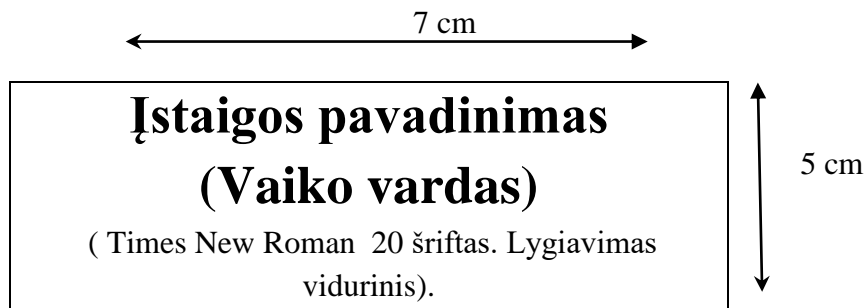 7 cm
Įstaigos pavadinimas
(Vaiko vardas)
( Times New Roman  20 šriftas. Lygiavimas
vidurinis).
5 cm